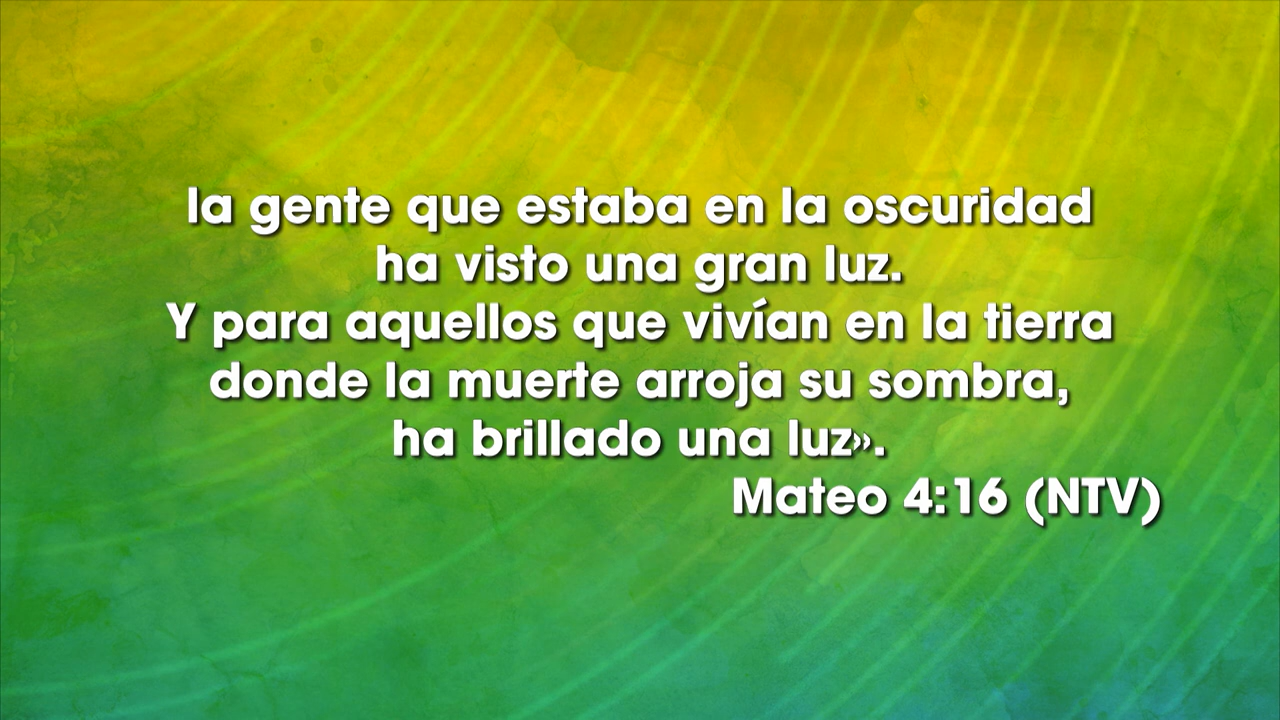 la gente que estaba en la oscuridad
ha visto una gran luz.
Y para aquellos que vivían en la tierra
donde la muerte arroja su sombra,
ha brillado una luz».
Mateo 4:16 (NTV)